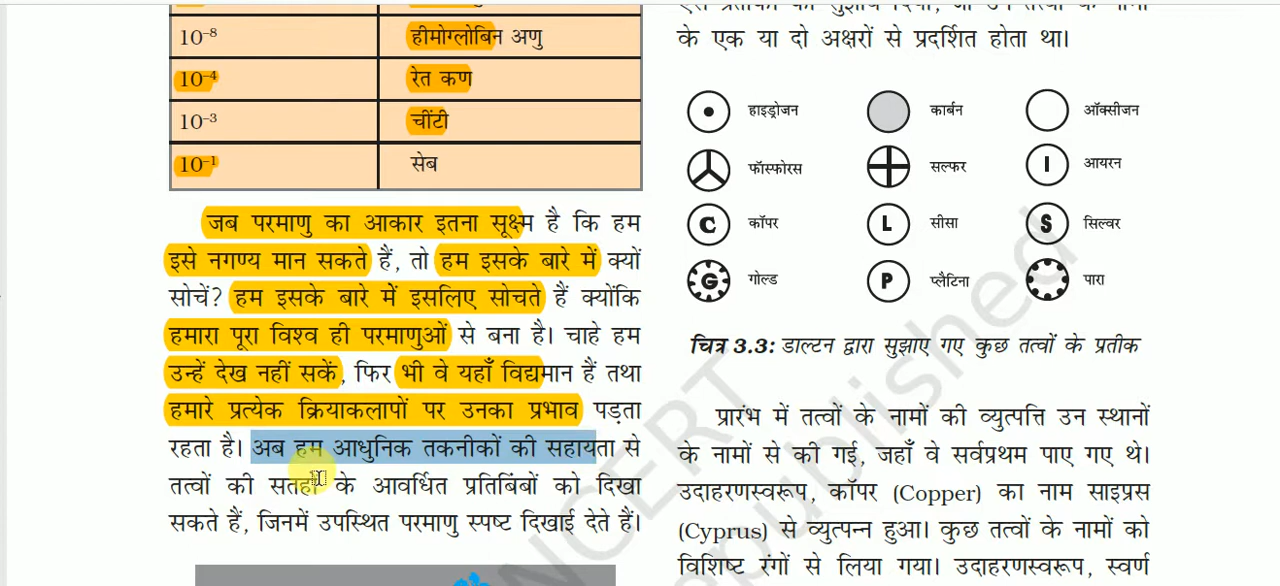 10⁻⁸ हीमोग्लोबिन अणु
10⁻⁴ रेत कण
10⁻³ चींटी
10⁻¹ सेब
जब परमाणु का आकार इतना सूक्ष्म है कि हम
इसे नगण्य मान सकते हैं, तो हम इसके बारे में क्यों
सोचें? हम इसके बारे में इसलिए सोचते हैं क्योंकि
हमारा पूरा विश्व ही परमाणुओं से बना है। चाहे हम
उन्हें देख नहीं सकें, फिर भी वे यहाँ विद्यमान हैं तथा
हमारे प्रत्येक क्रियाकलापों पर उनका प्रभाव पड़ता
रहता है। अब हम आधुनिक तकनीकों की सहायता से
तत्वों की सतहों के आवर्धित प्रतिबिंबों को दिखा
सकते हैं, जिनमें उपस्थित परमाणु स्पष्ट दिखाई देते हैं।
के एक या दो अक्षरों से प्रदर्शित होता था।
हाइड्रोजन कार्बन ऑक्सीजन
फॉस्फोरस सल्फर I आयरन
C कॉपर L सीसा S सिल्वर
G गोल्ड P प्लैटिना पारा
चित्र 3.3: डाल्टन द्वारा सुझाए गए कुछ तत्वों के प्रतीक
प्रारंभ में तत्वों के नामों की व्युत्पत्ति उन स्थानों
के नामों से की गई, जहाँ वे सर्वप्रथम पाए गए थे।
उदाहरणस्वरूप, कॉपर (Copper) का नाम साइप्रस
(Cyprus) से व्युत्पन्न हुआ। कुछ तत्वों के नामों को
विशिष्ट रंगों से लिया गया। उदाहरणस्वरूप, स्वर्ण
NCERT
republished